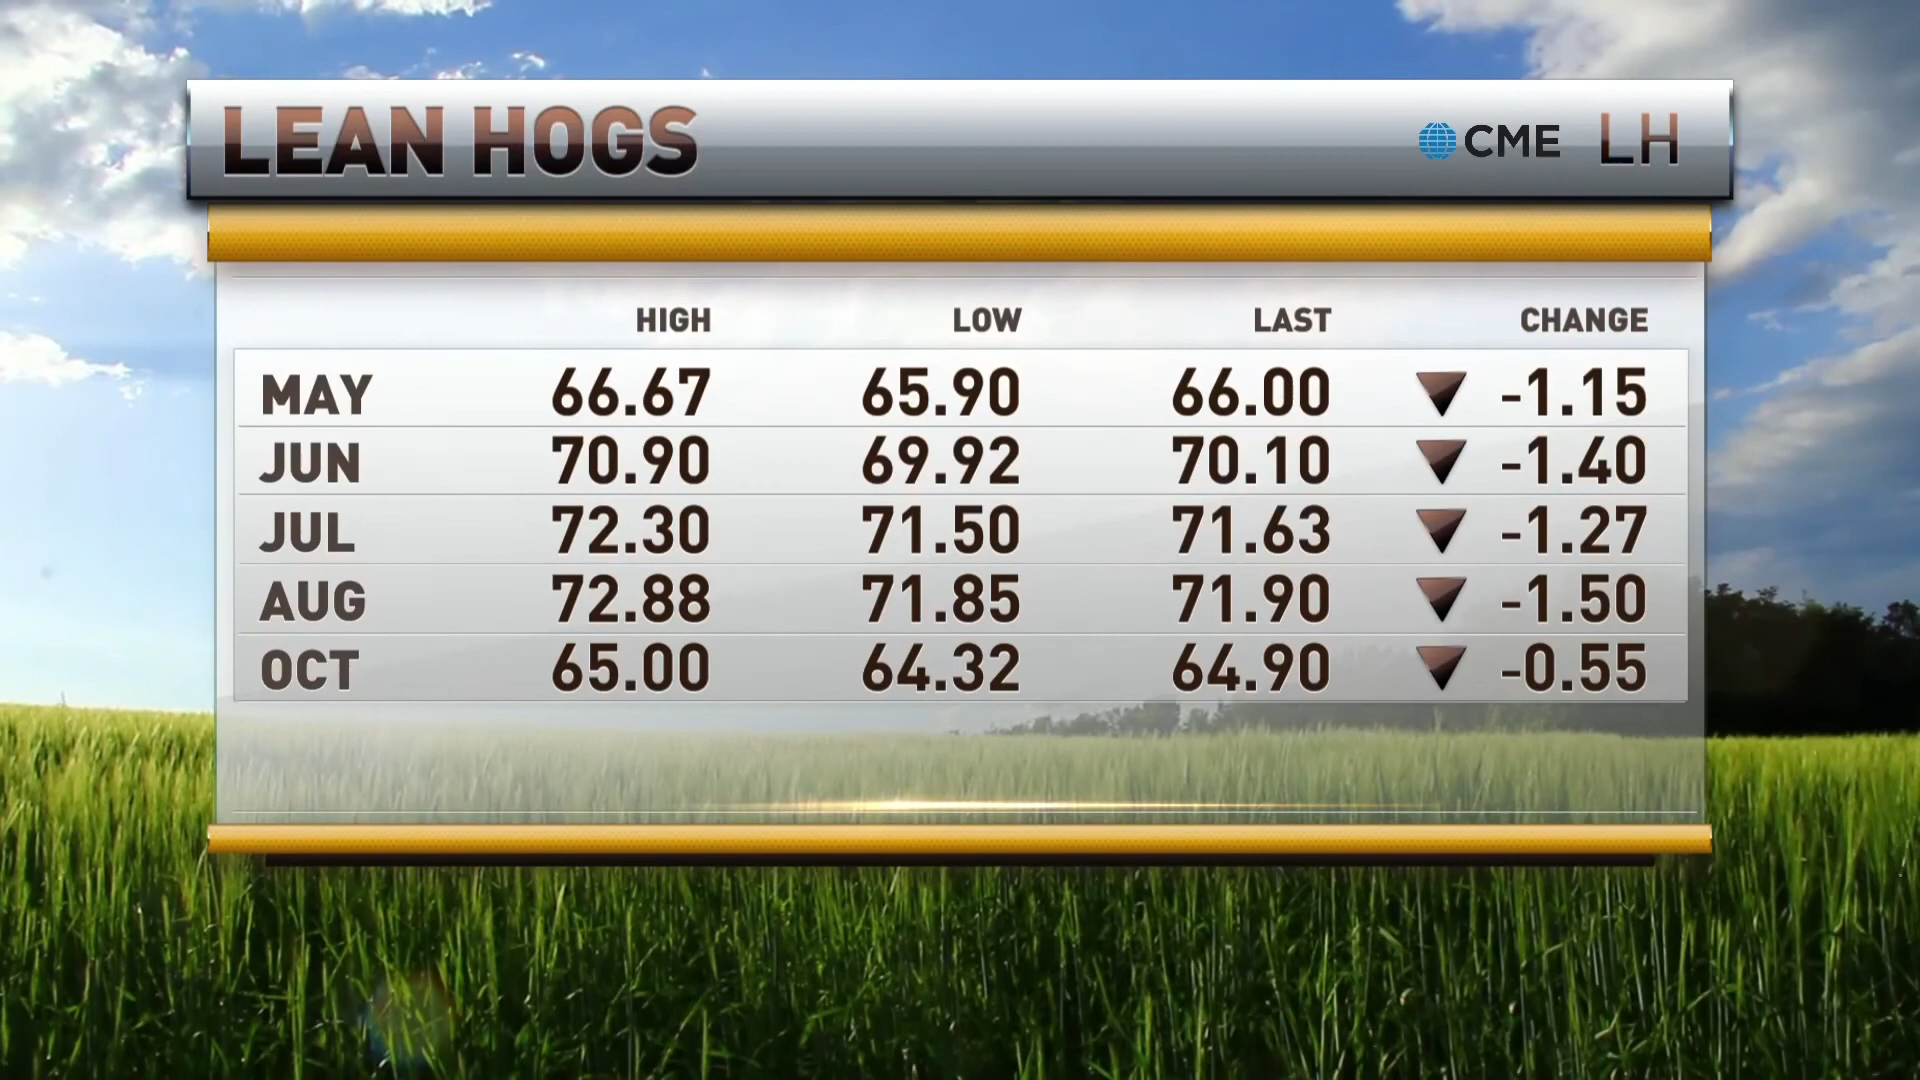 LEAN HOGS CME LH
HIGH LOW LAST CHANGE
MAY 66.67 65.90 66.00 -1.15
JUN 70.90 69.92 70.10 -1.40
JUL 72.30 71.50 71.63 -1.27
AUG 72.88 71.85 71.90 -1.50
OCT 65.00 64.32 64.90 -0.55